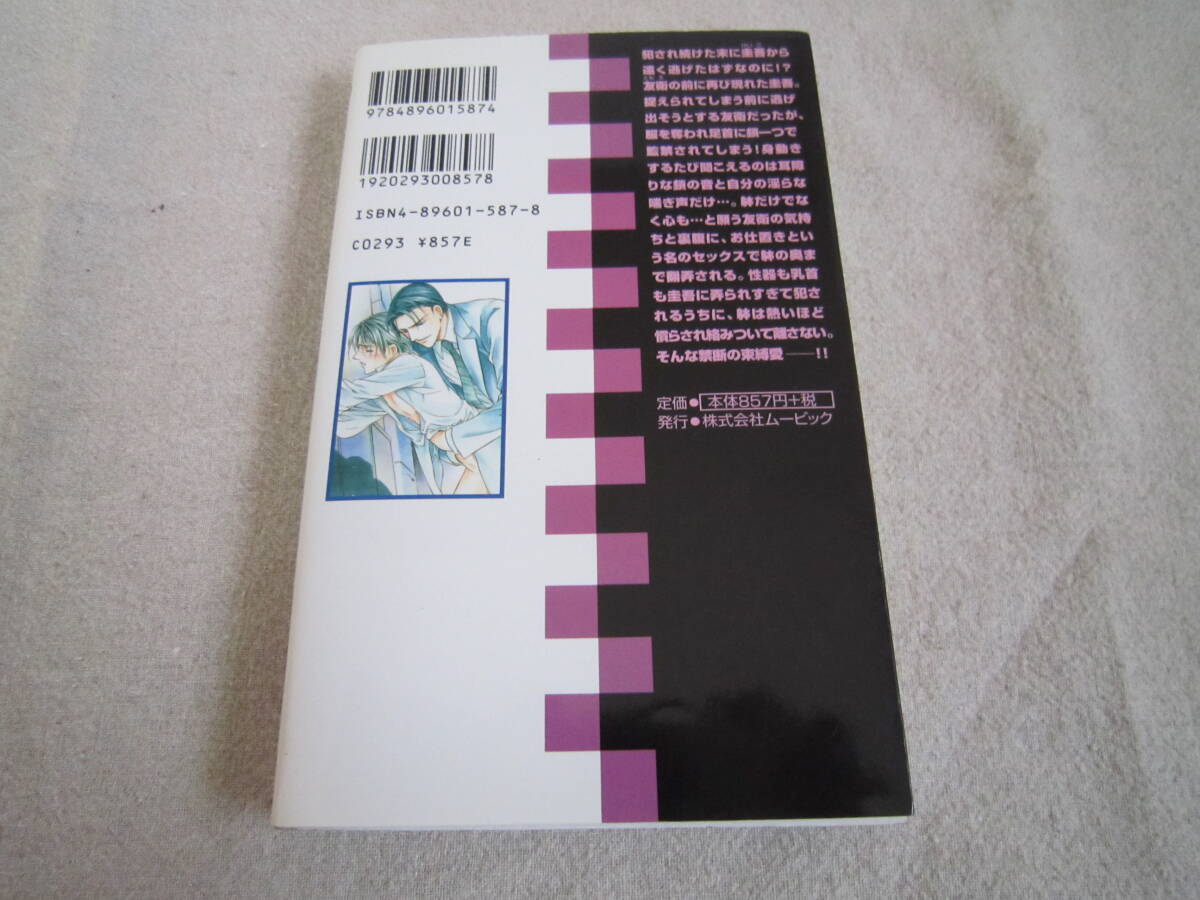 9784896015874
1920293008578
ISBN4-89601-587-8
C0293 ¥857E
犯され続けた末に圭吾から
遠く逃げたはずなのに!?
友衛の前に再び現れた圭吾。
捉えられてしまう前に逃げ
出そうとする友衛だったが、
服を奪われ足首に鎖一つで
監禁されてしまう!身動き
するたび聞こえるのは耳障
りな鎖の音と自分の淫らな
喘ぎ声だけ…。躰だけでな
く心も…と願う友衛の気持
ちと裏腹に、お仕置きとい
う名のセックスで躰の奥ま
で翻弄される。性器も乳首
も圭吾に弄られすぎて犯さ
れるうちに、躰は熱いほど
慣らされ絡みついて離さない。
そんな禁断の束縛愛──!!
定価●本体857円+税
発行●株式会社ムービック